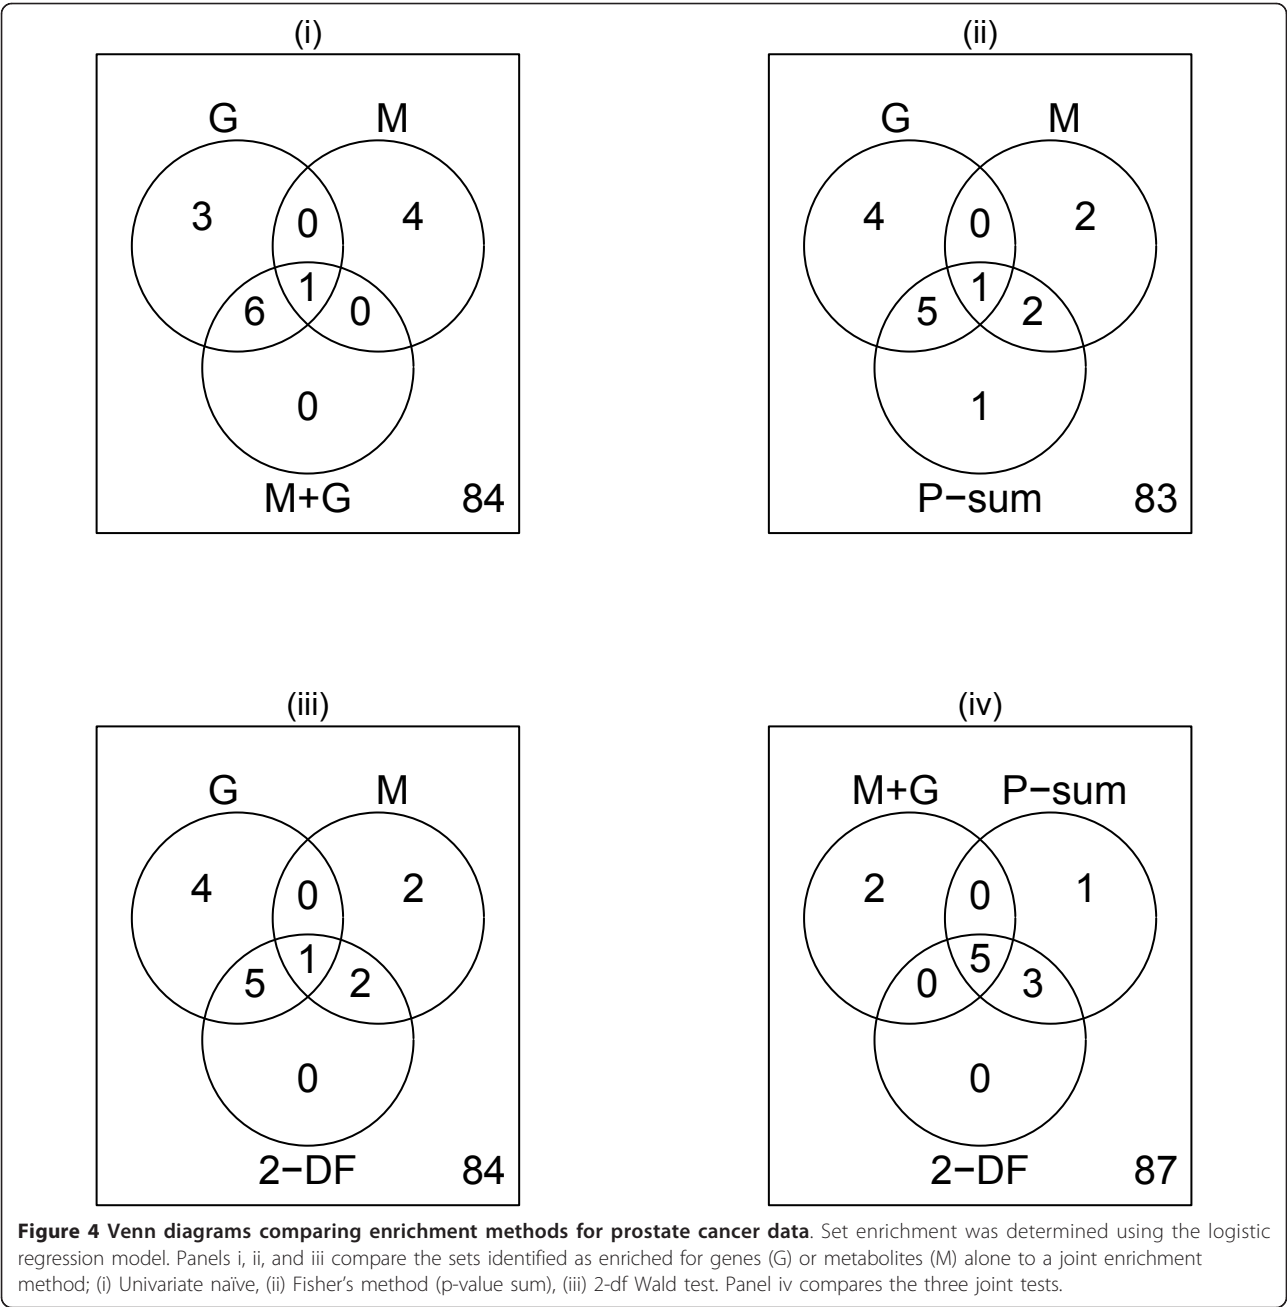 (i)
G M
3 0 4
1
6 0
0
M+G 84
(ii)
G M
4 0 2
1
5 2
1
P−sum 83
(iii)
G M
4 0 2
1
5 2
0
2−DF 84
(iv)
M+G P−sum
2 0 1
5
0 3
0
2−DF 87
Figure 4 Venn diagrams comparing enrichment methods for prostate cancer data. Set enrichment was determined using the logistic
regression model. Panels i, ii, and iii compare the sets identified as enriched for genes (G) or metabolites (M) alone to a joint enrichment
method; (i) Univariate naïve, (ii) Fisher's method (p-value sum), (iii) 2-df Wald test. Panel iv compares the three joint tests.